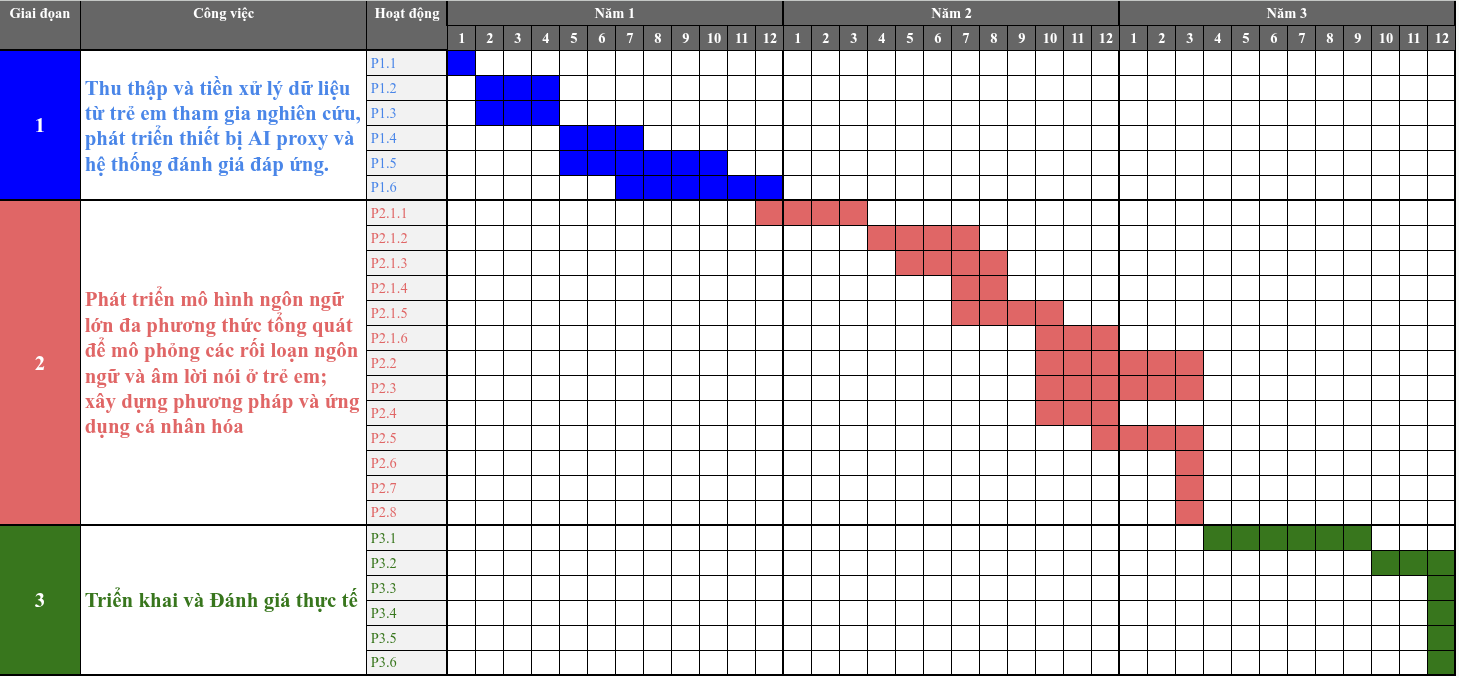 Giai đọan Công việc Hoạt động Năm 1 Năm 2 Năm 3
1 2 3 4 5 6 7 8 9 10 11 12 1 2 3 4 5 6 7 8 9 10 11 12 1 2 3 4 5 6 7 8 9 10 11 12
1
Thu thập và tiền xử lý dữ liệu
từ trẻ em tham gia nghiên cứu,
phát triển thiết bị AI proxy và
hệ thống đánh giá đáp ứng.
P1.1
P1.2
P1.3
P1.4
P1.5
P1.6
2
Phát triển mô hình ngôn ngữ
lớn đa phương thức tổng quát
để mô phỏng các rối loạn ngôn
ngữ và âm lời nói ở trẻ em;
xây dựng phương pháp và ứng
dụng cá nhân hóa
P2.1.1
P2.1.2
P2.1.3
P2.1.4
P2.1.5
P2.1.6
P2.2
P2.3
P2.4
P2.5
P2.6
P2.7
P2.8
3
Triển khai và Đánh giá thực tế
P3.1
P3.2
P3.3
P3.4
P3.5
P3.6